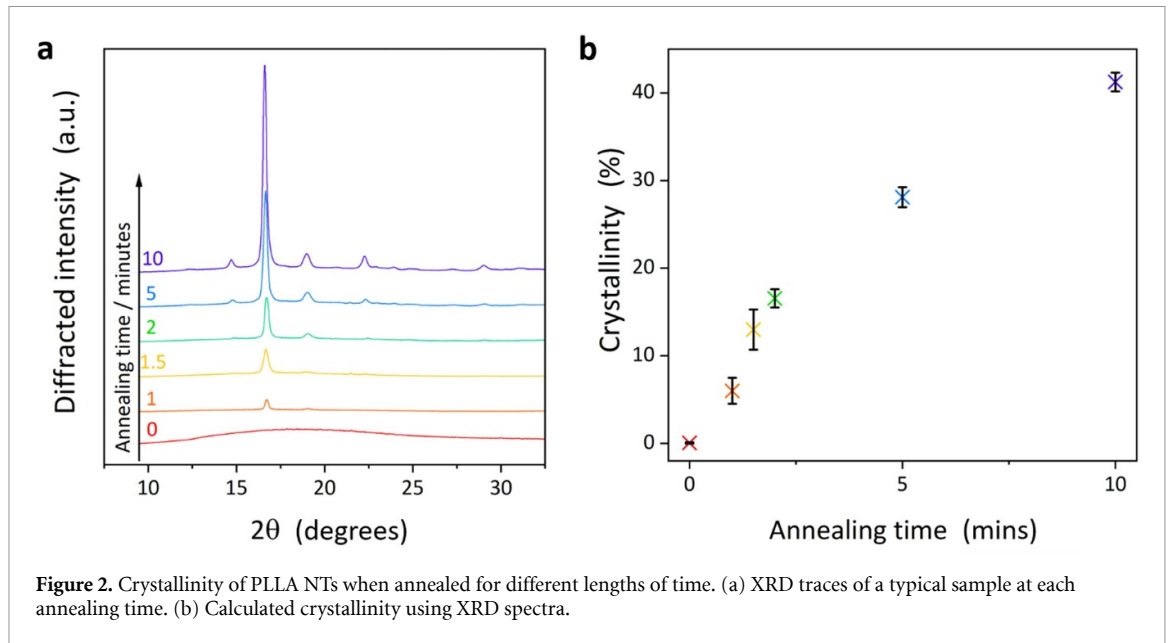 a
Diffracted intensity (a.u.)
Annealing time / minutes
10
5
2
1.5
1
0
10 15 20 25 30
2θ (degrees)
b
Crystallinity (%)
40
30
20
10
0
0 5 10
Annealing time (mins)
Figure 2. Crystallinity of PLLA NTs when annealed for different lengths of time. (a) XRD traces of a typical sample at each
annealing time. (b) Calculated crystallinity using XRD spectra.